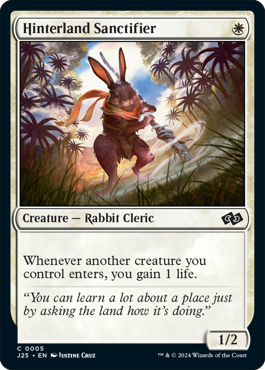 Hinterland Sanctifier
Creature — Rabbit Cleric
Whenever another creature you
control enters, you gain 1 life.
“You can learn a lot about a place just
by asking the land how it’s doing.”
1/2
C 0005
J25 • EN Justine Cruz
™ & © 2024 Wizards of the Coast